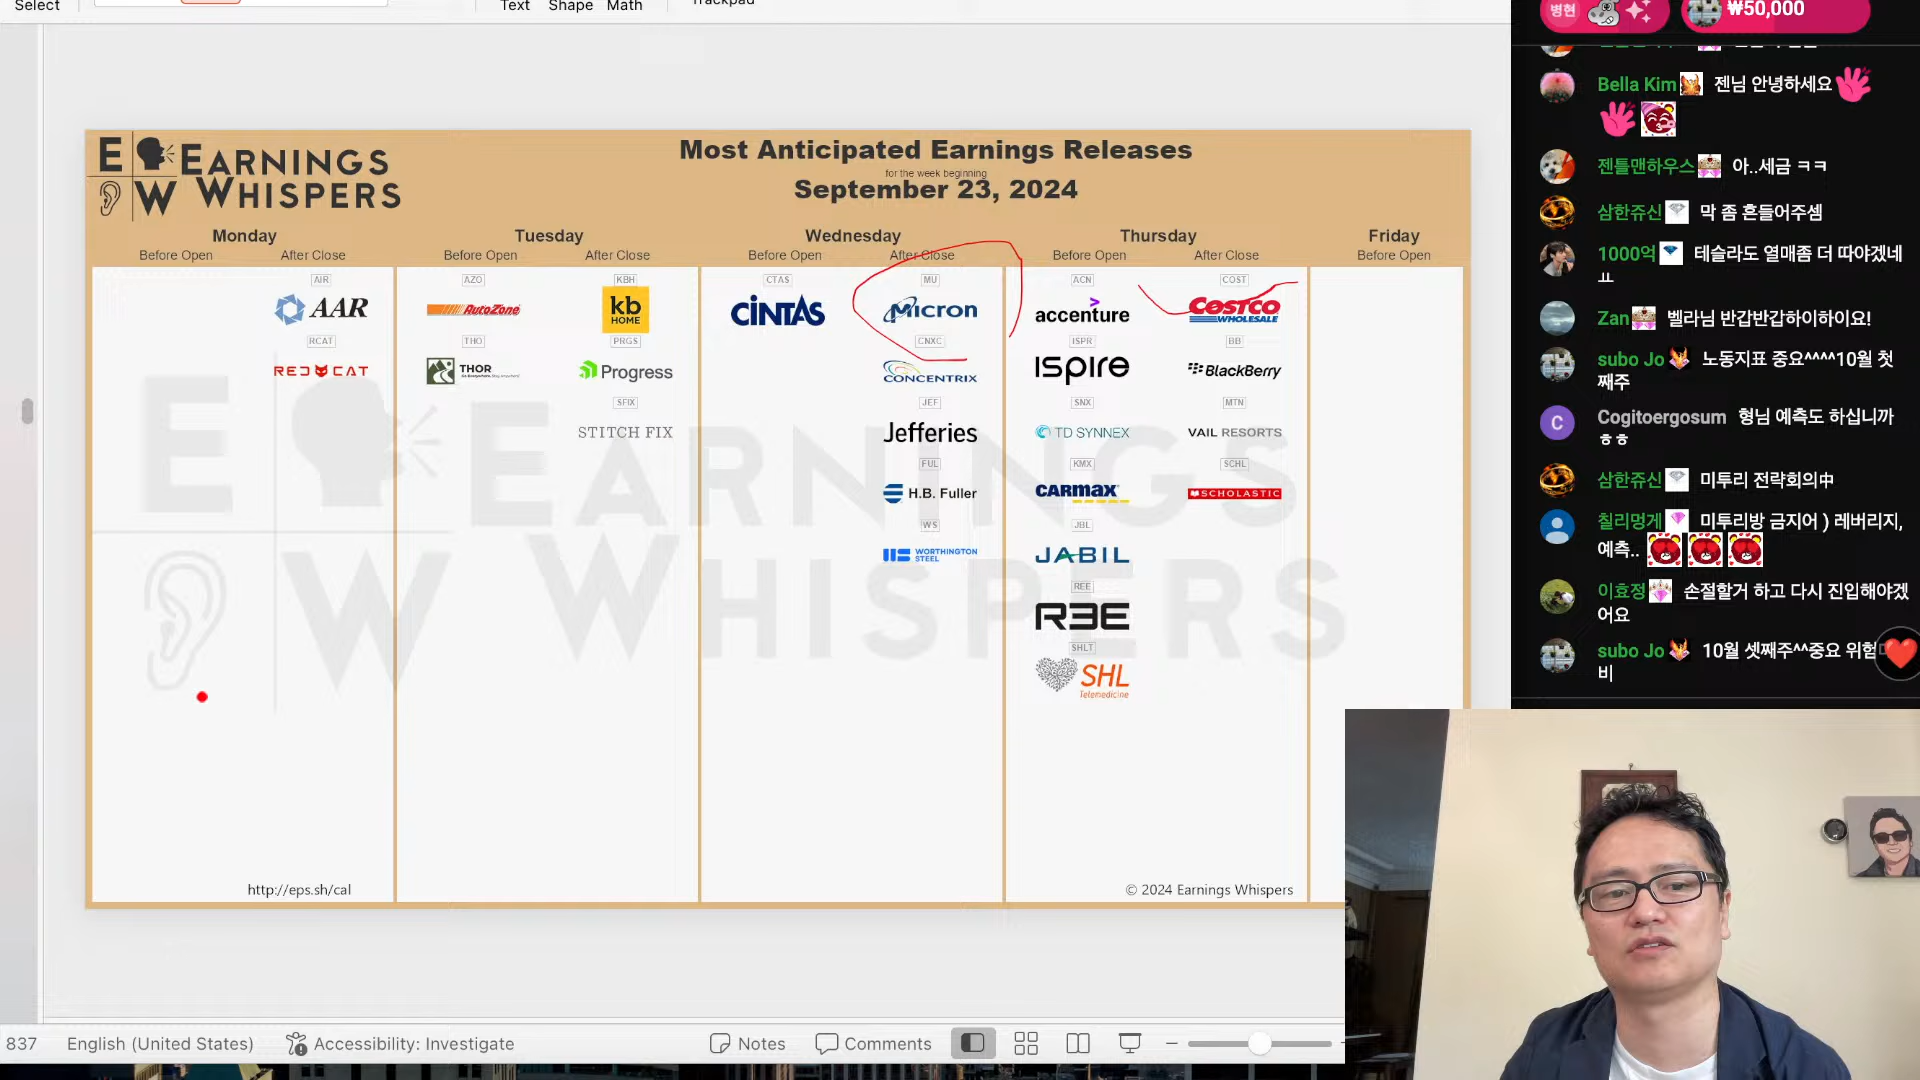 Select
Text Shape Math
Trackpad
EARNINGS
WHISPERS
E
W
Most Anticipated Earnings Releases
for the week beginning
September 23, 2024
Monday
Before Open After Close
Tuesday
Before Open After Close
Wednesday
Before Open After Close
Thursday
Before Open After Close
Friday
Before Open
AIR
AAR
RCAT
RED CAT
AZO
AutoZone
THO
THOR
Go Everywhere. Stay Anywhere.
KBH
kb
HOME
PRGS
Progress
SFIX
STITCH FIX
CTAS
CINTAS
MU
Micron
CNXC
CONCENTRIX
JEF
Jefferies
FUL
H.B. Fuller
WS
WORTHINGTON
STEEL
ACN
accenture
ISPR
ISPIRE
SNX
TD SYNNEX
KMX
CARMAX
JBL
JABIL
REE
REE
SHLT
SHL
Telemedicine
COST
COSTCO
WHOLESALE
BB
BlackBerry
MTN
VAIL RESORTS
SCHL
SCHOLASTIC
E EARNINGS
W WHISPERS
http://eps.sh/cal
© 2024 Earnings Whispers
837 English (United States) Accessibility: Investigate Notes Comments
병현
₩50,000
Bella Kim 젠님 안녕하세요
젠틀맨하우스 아..세금 ㅋㅋ
삼한쥬신 막 좀 흔들어주셈
1000억 테슬라도 열매좀 더 따야겠네
ㅛ
Zan 벨라님 반갑반갑하이하이요!
subo Jo 노동지표 중요^^^^10월 첫
째주
C Cogitoergosum 형님 예측도 하십니까
ㅎㅎ
삼한쥬신 미투리 전략회의中
칠리멍게 미투리방 금지어 ) 레버리지,
예측..
이효정 손절할거 하고 다시 진입해야겠
어요
subo Jo 10월 셋째주^^중요 위험
비